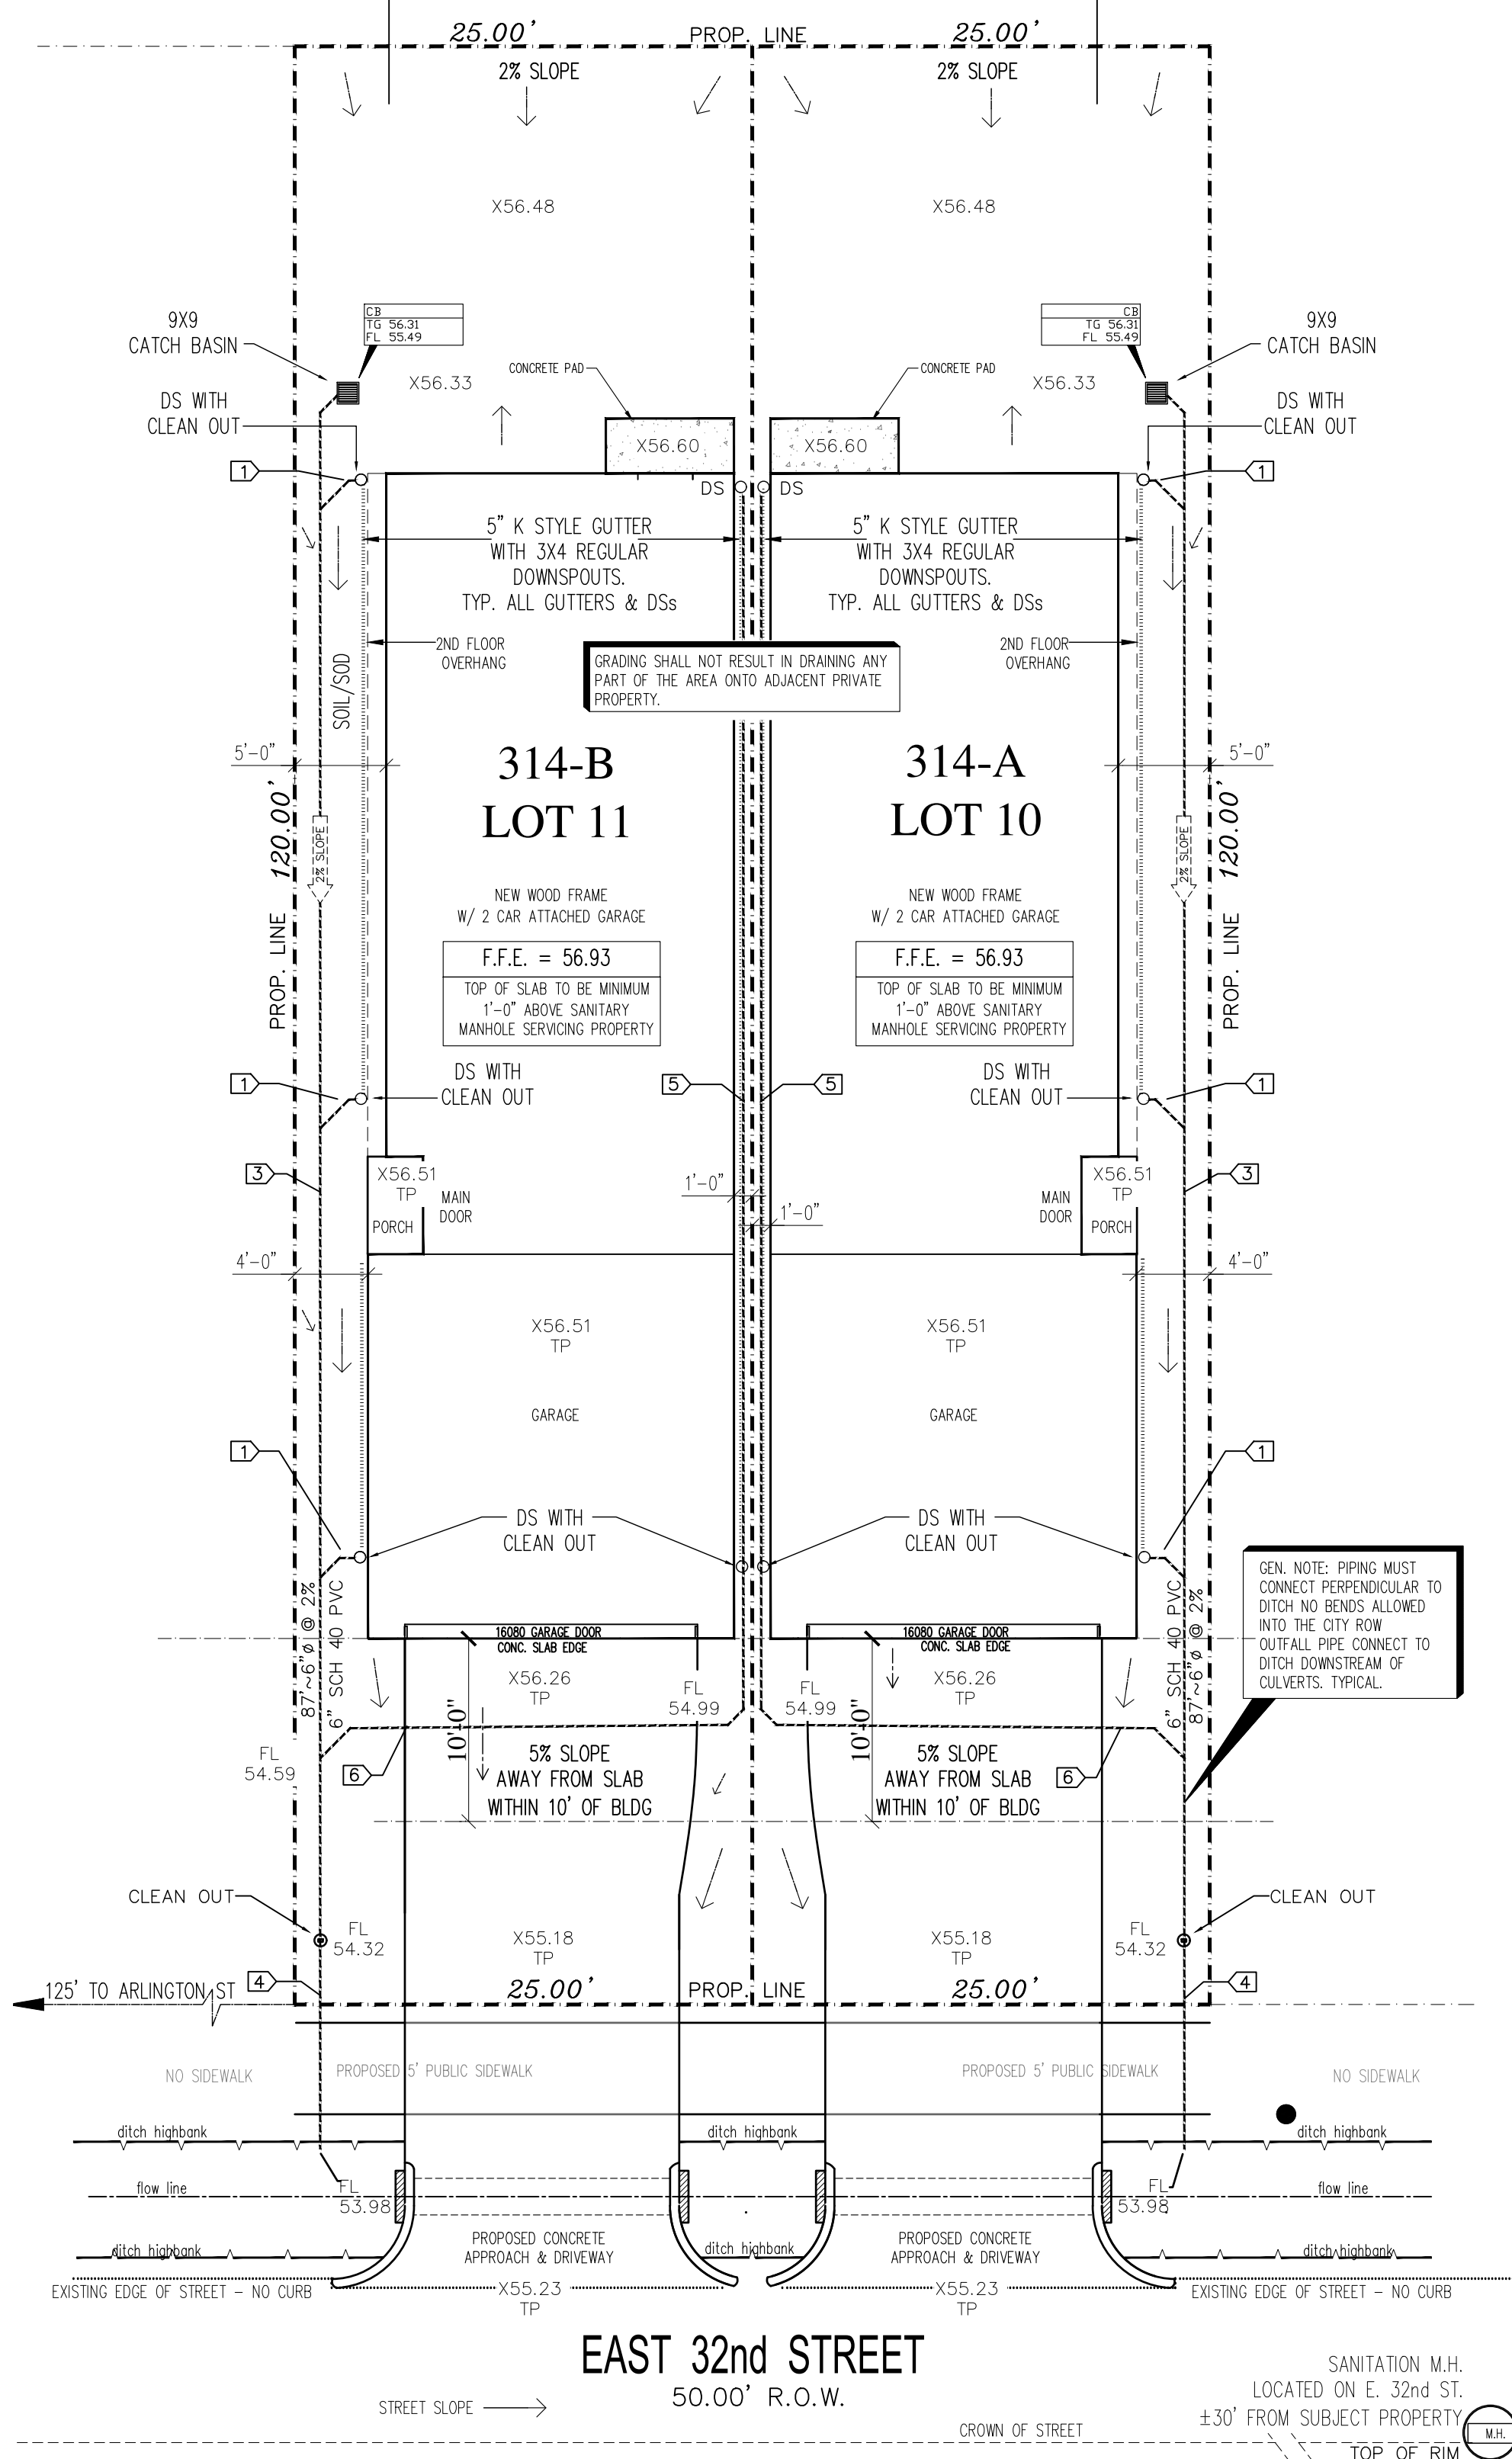 25.00' PROP. LINE 25.00'
2% SLOPE 2% SLOPE
X56.48 X56.48
CB
TG 56.31
FL 55.49
CB
TG 56.31
FL 55.49
9X9
CATCH BASIN
9X9
CATCH BASIN
X56.33 CONCRETE PAD CONCRETE PAD X56.33
DS WITH
CLEAN OUT
DS WITH
CLEAN OUT
X56.60 X56.60
1 1
DS DS
5" K STYLE GUTTER
WITH 3X4 REGULAR
DOWNSPOUTS.
TYP. ALL GUTTERS & DSs
5" K STYLE GUTTER
WITH 3X4 REGULAR
DOWNSPOUTS.
TYP. ALL GUTTERS & DSs
2ND FLOOR
OVERHANG
2ND FLOOR
OVERHANG
GRADING SHALL NOT RESULT IN DRAINING ANY
PART OF THE AREA ONTO ADJACENT PRIVATE
PROPERTY.
SOIL/SOD
5'-0" 5'-0"
314-B
LOT 11
314-A
LOT 10
PROP. LINE 120.00'
2% SLOPE
2% SLOPE
PROP. LINE 120.00'
NEW WOOD FRAME
W/ 2 CAR ATTACHED GARAGE
NEW WOOD FRAME
W/ 2 CAR ATTACHED GARAGE
F.F.E. = 56.93
TOP OF SLAB TO BE MINIMUM
1'-0" ABOVE SANITARY
MANHOLE SERVICING PROPERTY
F.F.E. = 56.93
TOP OF SLAB TO BE MINIMUM
1'-0" ABOVE SANITARY
MANHOLE SERVICING PROPERTY
1 DS WITH
CLEAN OUT
5 5
DS WITH
CLEAN OUT
1
3 3
X56.51
TP
PORCH
MAIN
DOOR
1'-0"
1'-0"
MAIN
DOOR
X56.51
TP
PORCH
4'-0" 4'-0"
X56.51
TP
X56.51
TP
GARAGE GARAGE
1 1
DS WITH
CLEAN OUT
DS WITH
CLEAN OUT
87'~6"ø @ 2%
6" SCH 40 PVC
6" SCH 40 PVC
87'~6"ø @ 2%
GEN. NOTE: PIPING MUST
CONNECT PERPENDICULAR TO
DITCH NO BENDS ALLOWED
INTO THE CITY ROW
OUTFALL PIPE CONNECT TO
DITCH DOWNSTREAM OF
CULVERTS. TYPICAL.
16080 GARAGE DOOR
CONC. SLAB EDGE
16080 GARAGE DOOR
CONC. SLAB EDGE
X56.26
TP
FL
54.99
FL
54.99
X56.26
TP
10'-0" 10'-0"
FL
54.59
6 6
5% SLOPE
AWAY FROM SLAB
WITHIN 10' OF BLDG
5% SLOPE
AWAY FROM SLAB
WITHIN 10' OF BLDG
CLEAN OUT CLEAN OUT
FL
54.32
X55.18
TP
X55.18
TP
FL
54.32
125' TO ARLINGTON ST 4 4
25.00' PROP. LINE 25.00'
NO SIDEWALK PROPOSED 5' PUBLIC SIDEWALK PROPOSED 5' PUBLIC SIDEWALK NO SIDEWALK
ditch highbank ditch highbank ditch highbank
flow line flow line
FL
53.98
FL
53.98
PROPOSED CONCRETE
APPROACH & DRIVEWAY
PROPOSED CONCRETE
APPROACH & DRIVEWAY
ditch highbank ditch highbank ditch highbank
EXISTING EDGE OF STREET – NO CURB EXISTING EDGE OF STREET – NO CURB
X55.23
TP
X55.23
TP
EAST 32nd STREET
50.00' R.O.W.
STREET SLOPE
CROWN OF STREET
SANITATION M.H.
LOCATED ON E. 32nd ST.
±30' FROM SUBJECT PROPERTY
M.H.
TOP OF RIM